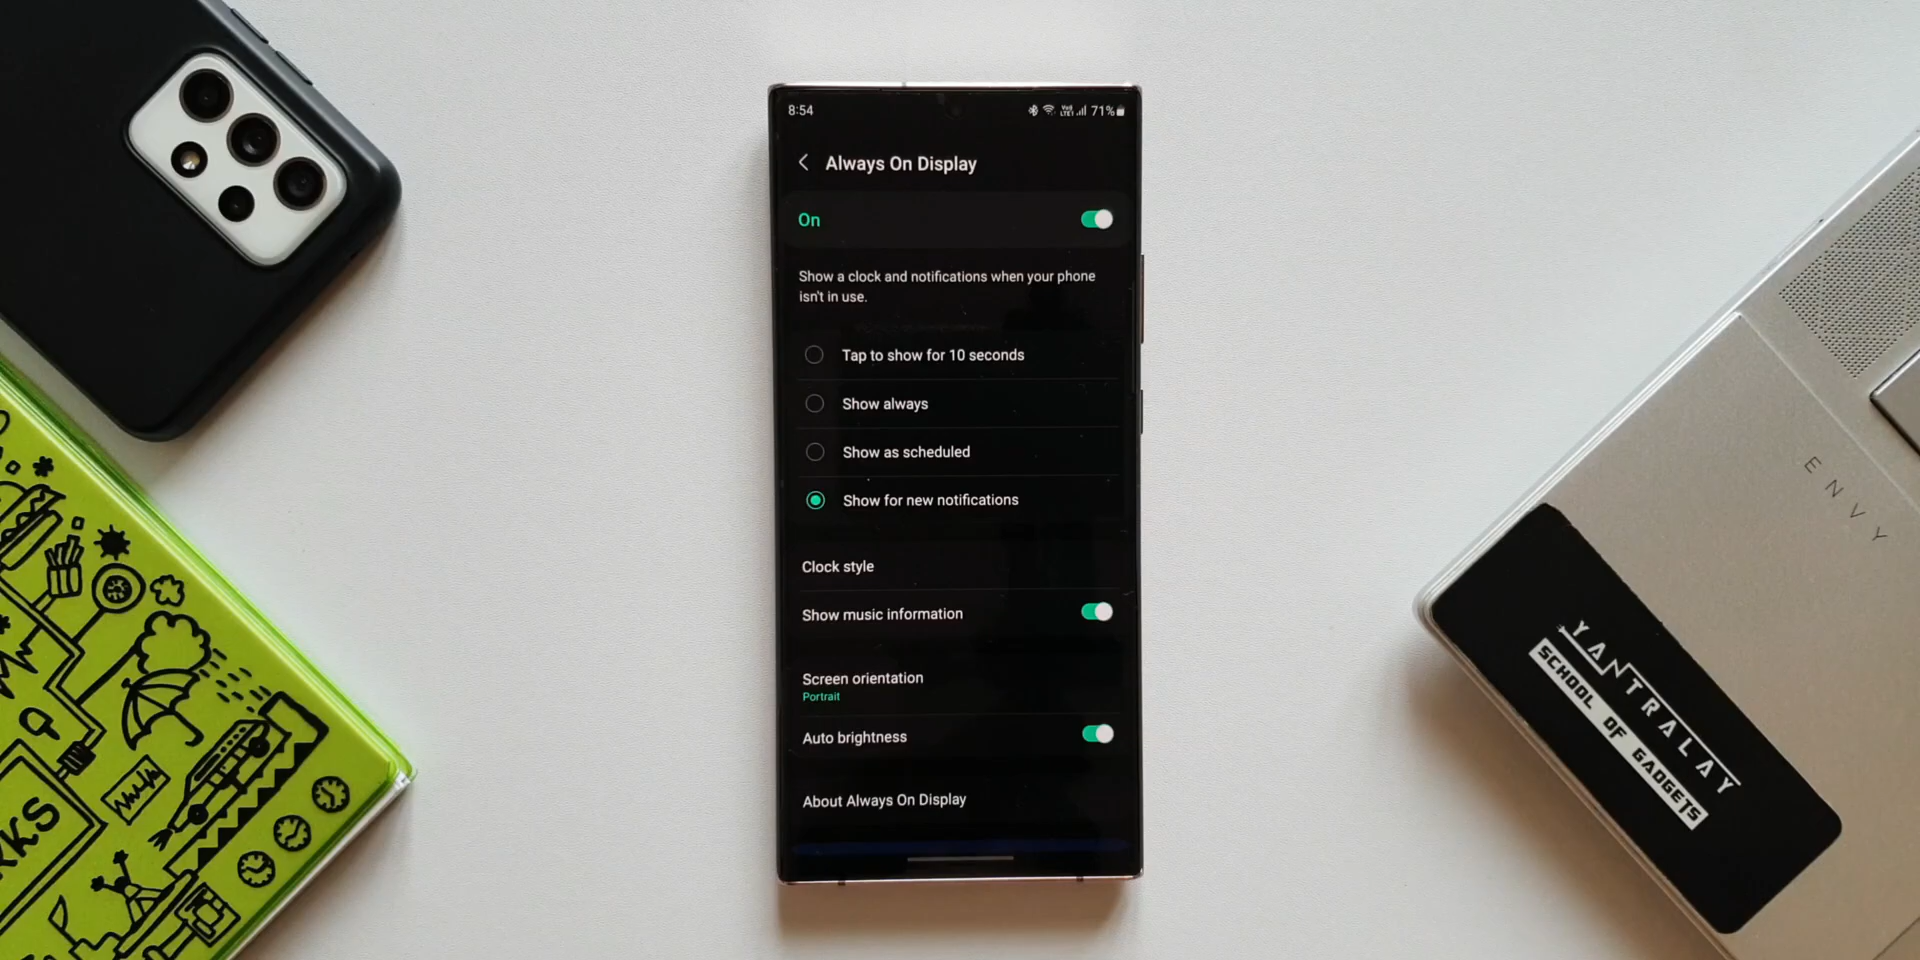 8:54
71%
Always On Display
On
Show a clock and notifications when your phone
isn't in use.
Tap to show for 10 seconds
Show always
Show as scheduled
Show for new notifications
Clock style
Show music information
Screen orientation
Portrait
Auto brightness
About Always On Display
ENVY
YANTRALAY
SCHOOL OF GADGETS